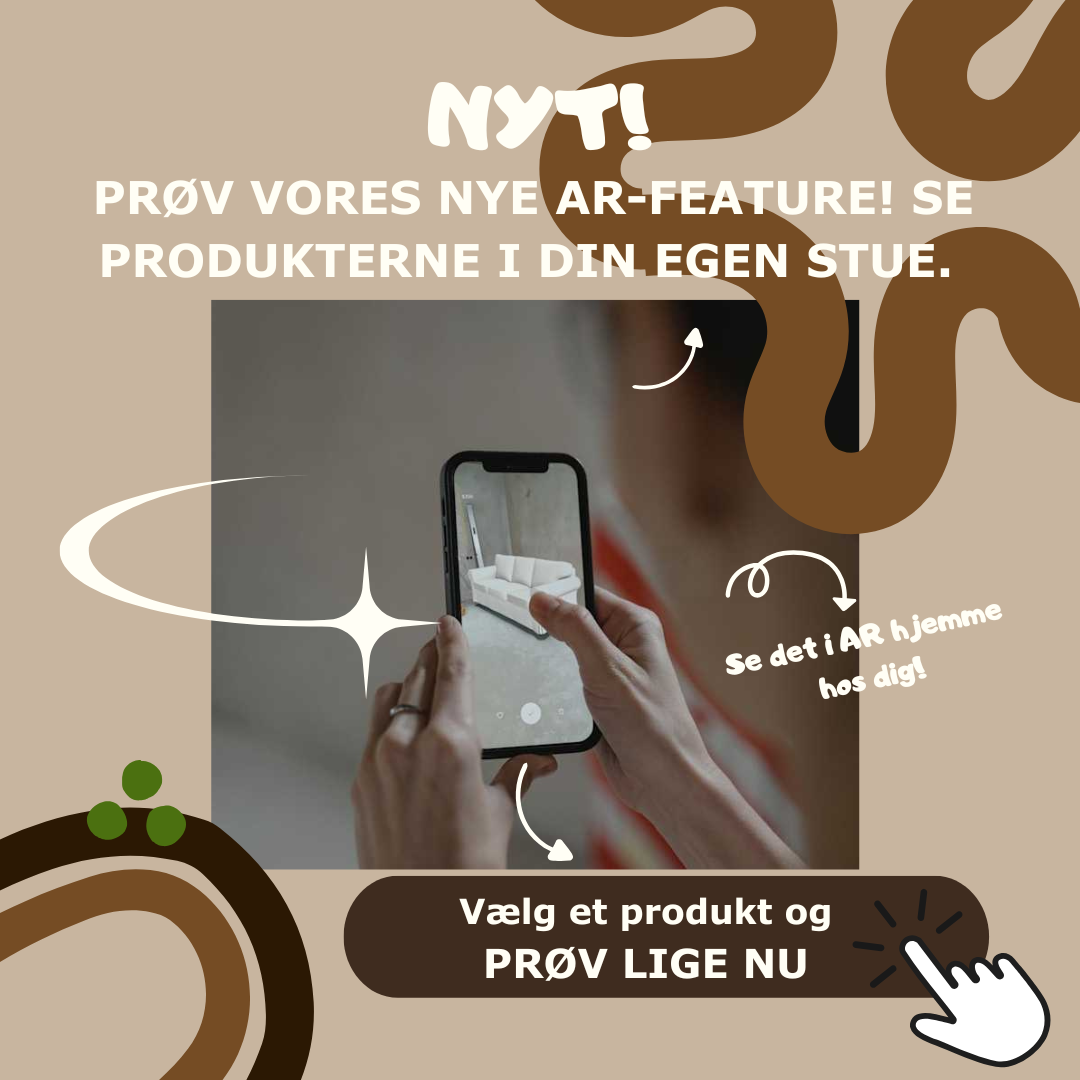 NYT!
PRØV VORES NYE AR-FEATURE! SE
PRODUKTERNE I DIN EGEN STUE.
Se det i AR hjemme
hos dig!
Vælg et produkt og
PRØV LIGE NU